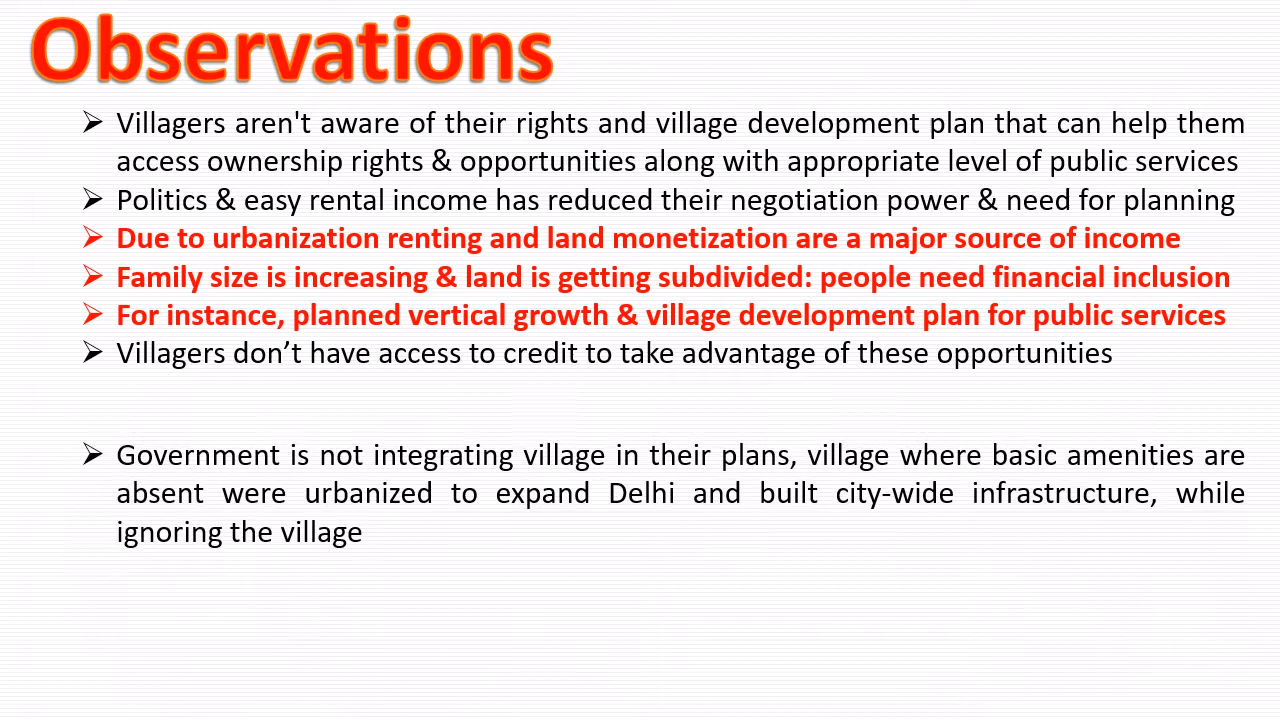 Observations
➢ Villagers aren't aware of their rights and village development plan that can help them
access ownership rights & opportunities along with appropriate level of public services
➢ Politics & easy rental income has reduced their negotiation power & need for planning
➢ Due to urbanization renting and land monetization are a major source of income
➢ Family size is increasing & land is getting subdivided: people need financial inclusion
➢ For instance, planned vertical growth & village development plan for public services
➢ Villagers don’t have access to credit to take advantage of these opportunities
➢ Government is not integrating village in their plans, village where basic amenities are
absent were urbanized to expand Delhi and built city-wide infrastructure, while
ignoring the village